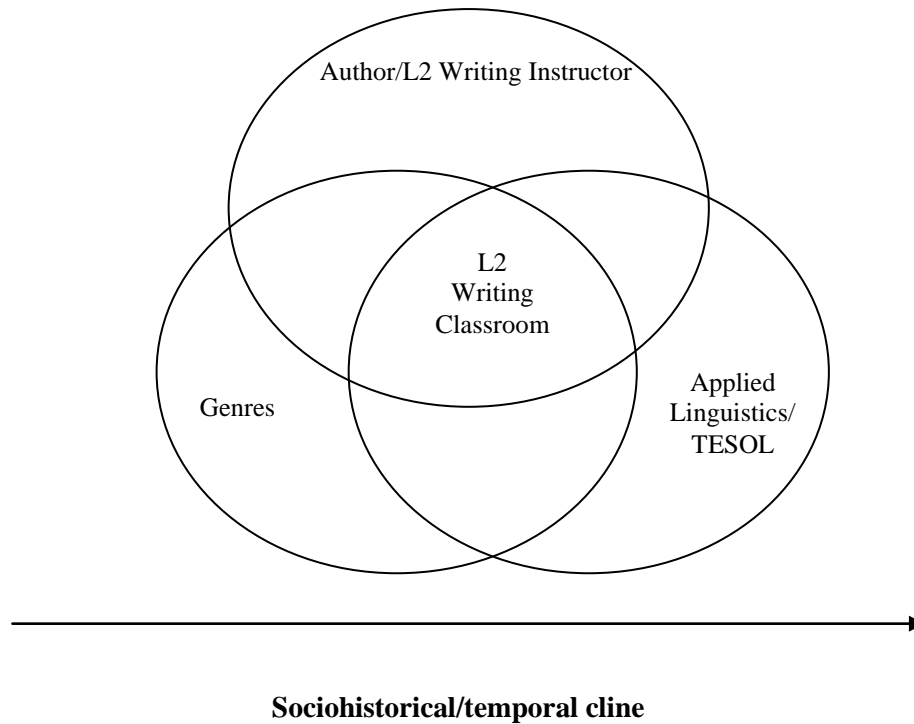 Author/L2 Writing Instructor
L2
Writing
Classroom
Genres
Applied
Linguistics/
TESOL
Sociohistorical/temporal cline